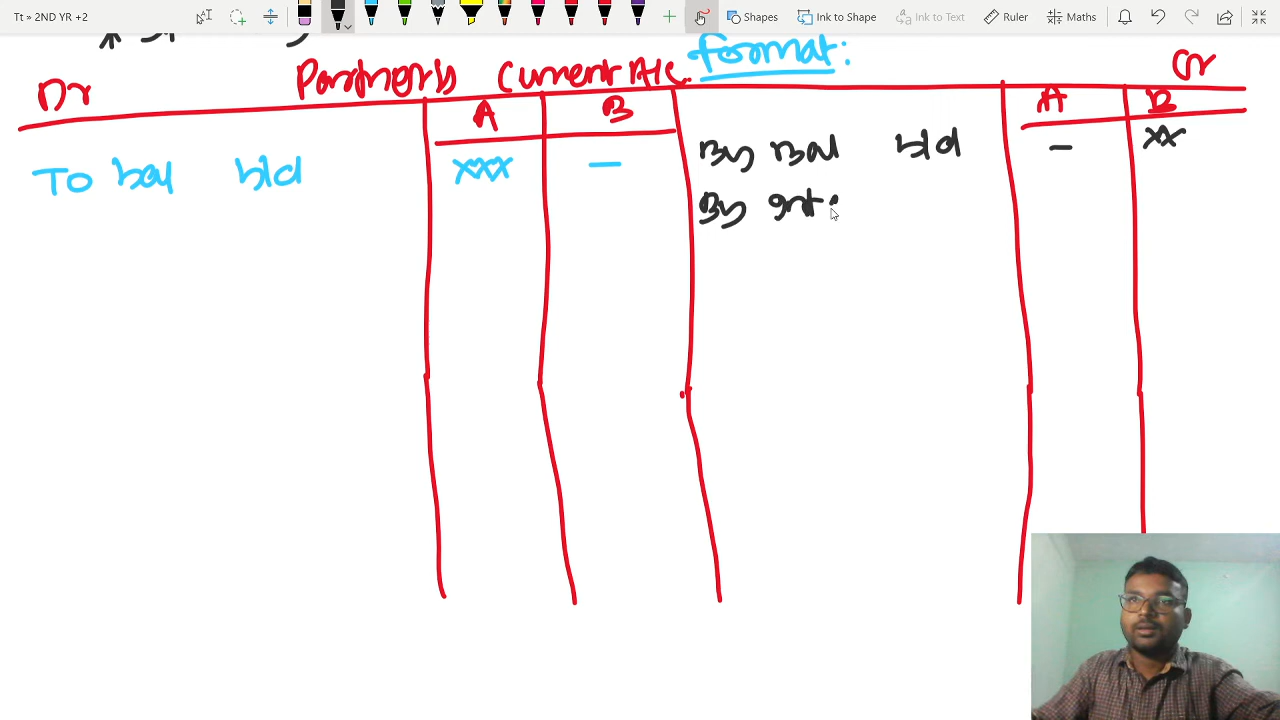 Tt » 2ND YR +2
Shapes
Ink to Shape
Ink to Text
Ruler
Maths
format:
Dr Partner's Current A/c. Cr
A B A B
To bal b/d xxx — By Bal b/d — xx
By int.